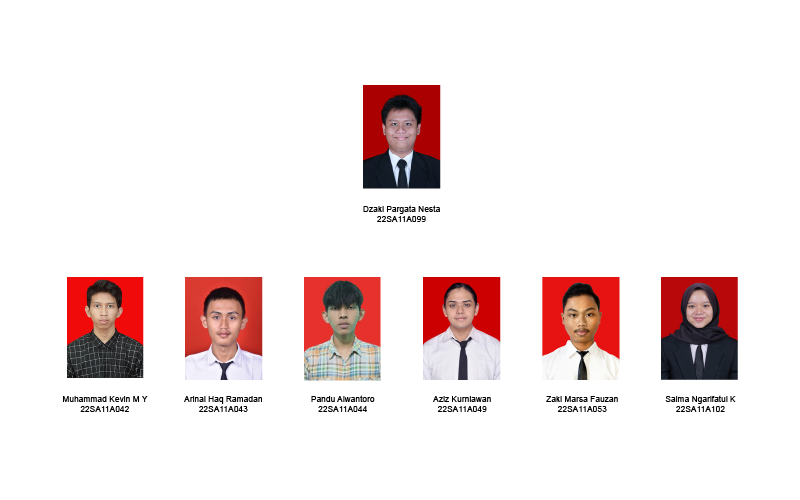 Dzaki Pargata Nesta
22SA11A099
Muhammad Kevin M Y
22SA11A042
Arinal Haq Ramadan
22SA11A043
Pandu Alwantoro
22SA11A044
Aziz Kurniawan
22SA11A049
Zaki Marsa Fauzan
22SA11A053
Salma Ngarifatul K
22SA11A102